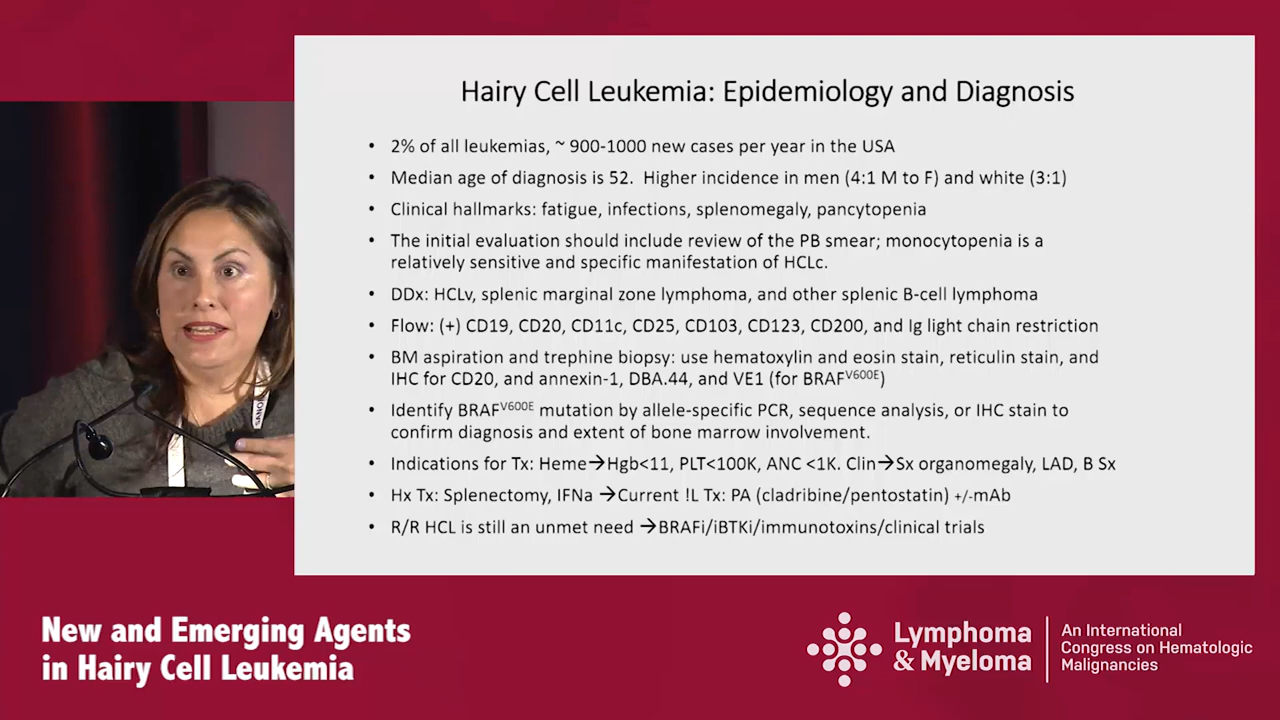 Hairy Cell Leukemia: Epidemiology and Diagnosis
• 2% of all leukemias, ~ 900-1000 new cases per year in the USA
• Median age of diagnosis is 52.  Higher incidence in men (4:1 M to F) and white (3:1)
• Clinical hallmarks: fatigue, infections, splenomegaly, pancytopenia
• The initial evaluation should include review of the PB smear; monocytopenia is a
relatively sensitive and specific manifestation of HCLc.
• DDx: HCLv, splenic marginal zone lymphoma, and other splenic B-cell lymphoma
• Flow: (+) CD19, CD20, CD11c, CD25, CD103, CD123, CD200, and Ig light chain restriction
• BM aspiration and trephine biopsy: use hematoxylin and eosin stain, reticulin stain, and
IHC for CD20, and annexin-1, DBA.44, and VE1 (for BRAFV600E)
• Identify BRAFV600E mutation by allele-specific PCR, sequence analysis, or IHC stain to
confirm diagnosis and extent of bone marrow involvement.
• Indications for Tx: Heme→Hgb<11, PLT<100K, ANC <1K. Clin→Sx organomegaly, LAD, B Sx
• Hx Tx: Splenectomy, IFNa →Current !L Tx: PA (cladribine/pentostatin) +/-mAb
• R/R HCL is still an unmet need →BRAFi/iBTKi/immunotoxins/clinical trials
SANO
New and Emerging Agents
in Hairy Cell Leukemia
Lymphoma
& Myeloma
An International
Congress on Hematologic
Malignancies